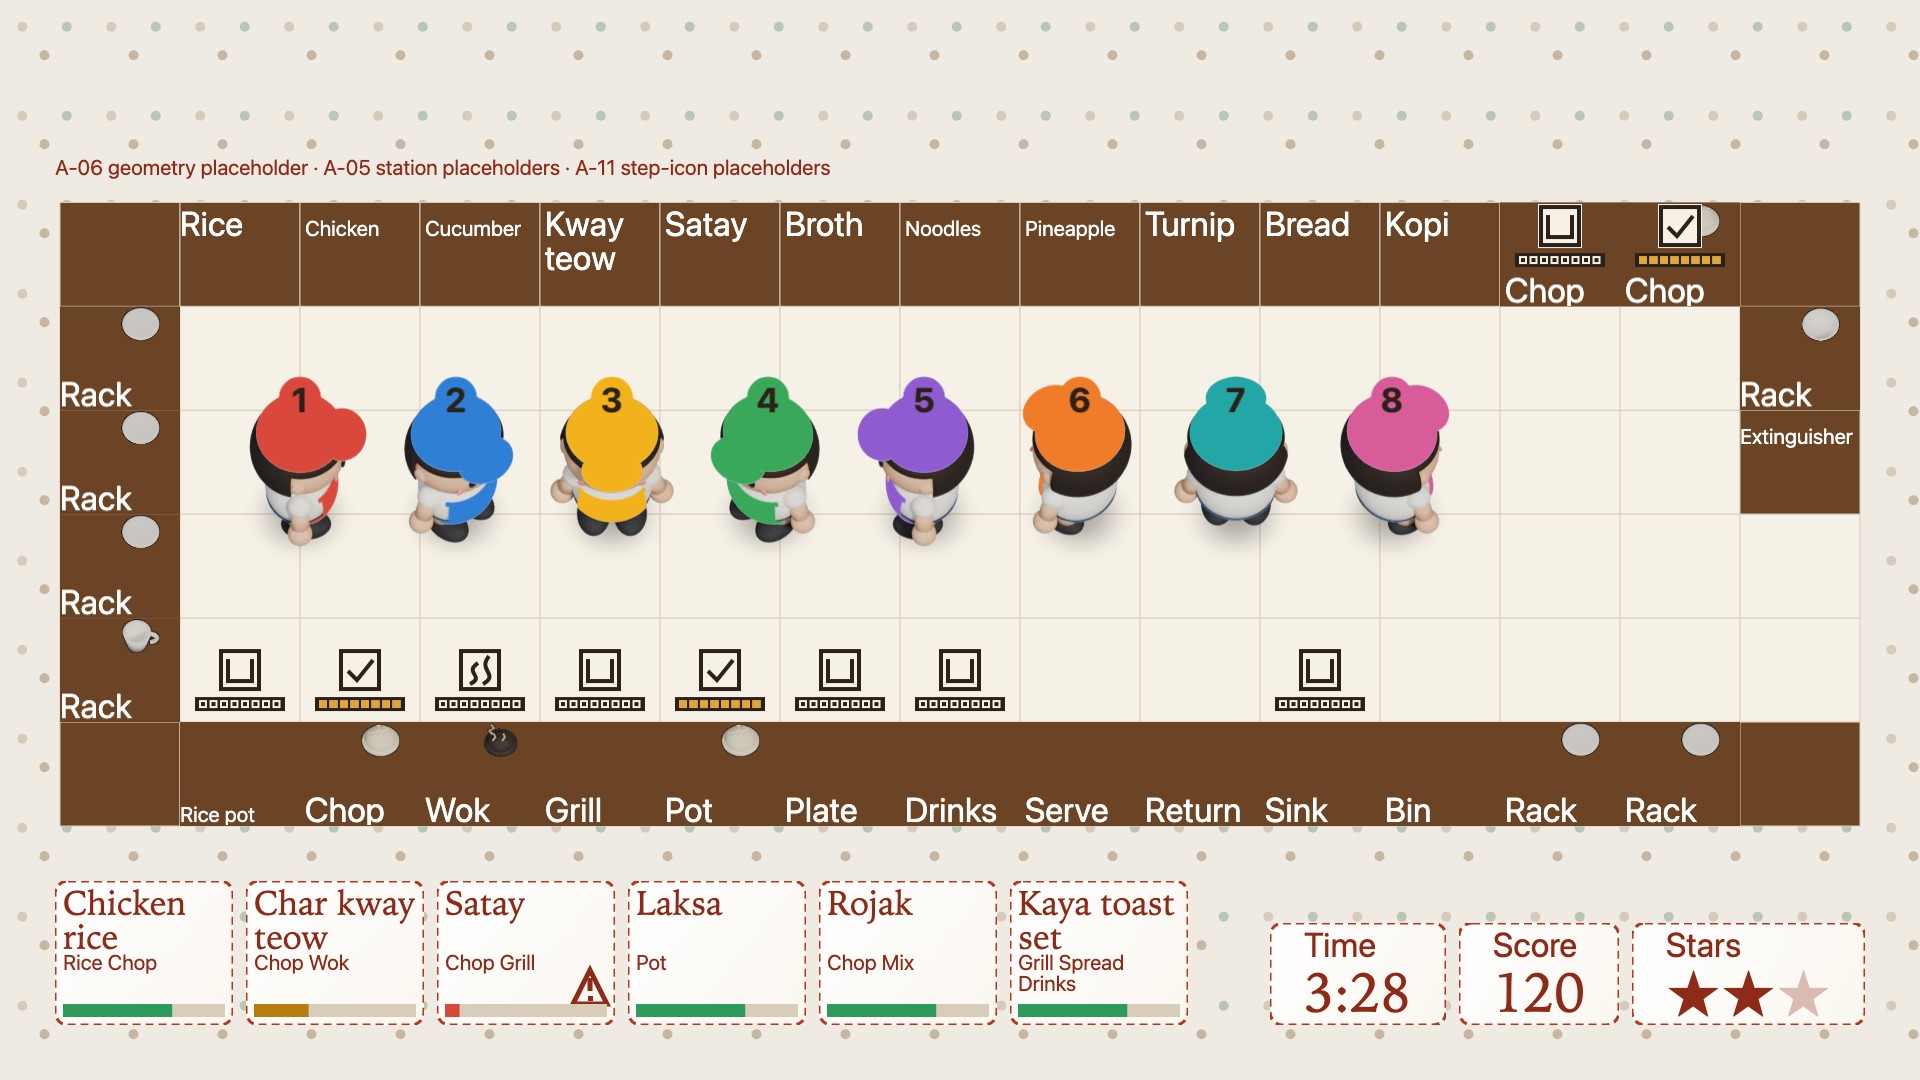 A-06 geometry placeholder · A-05 station placeholders · A-11 step-icon placeholders
Rice
Chicken
Cucumber
Kway
teow
Satay
Broth
Noodles
Pineapple
Turnip
Bread
Kopi
Chop
Chop
Rack
Rack
Extinguisher
Rack
Rack
Rack
1
2
3
4
5
6
7
8
Rice pot
Chop
Wok
Grill
Pot
Plate
Drinks
Serve
Return
Sink
Bin
Rack
Rack
Chicken
rice
Rice Chop
Char kway
teow
Chop Wok
Satay
Chop Grill
Laksa
Pot
Rojak
Chop Mix
Kaya toast
set
Grill Spread
Drinks
Time
3:28
Score
120
Stars